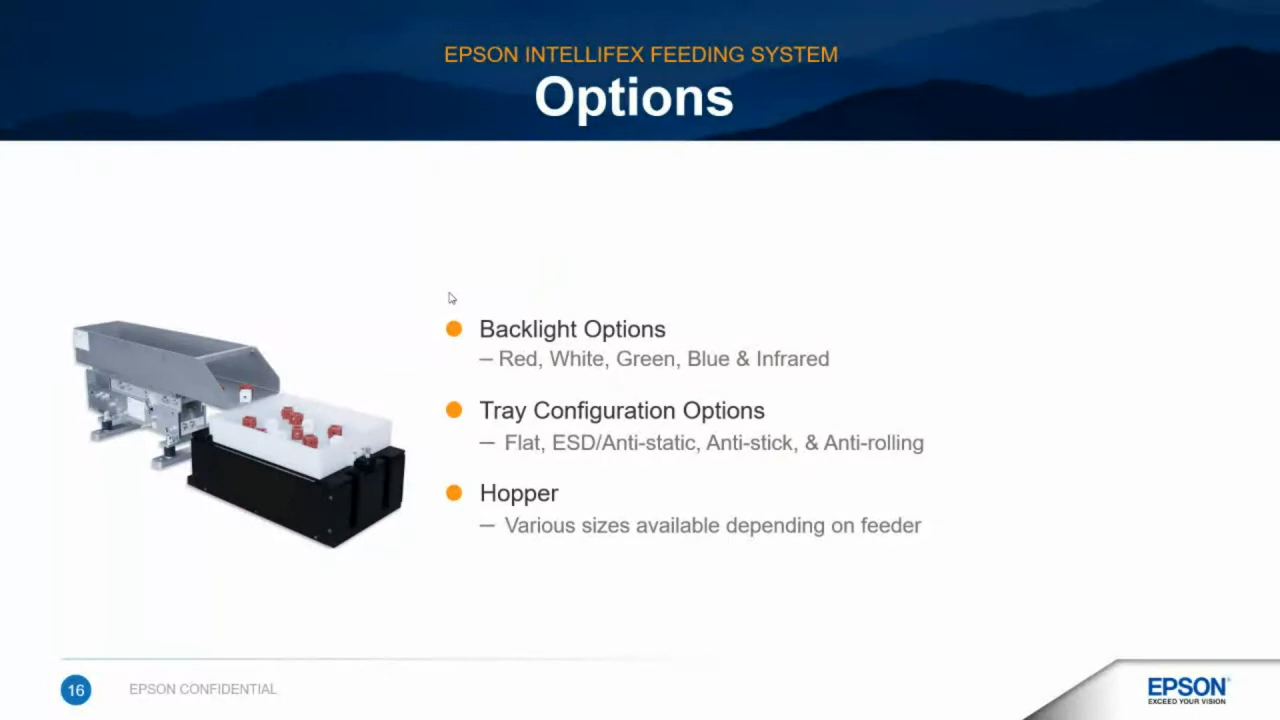 EPSON INTELLIFEX FEEDING SYSTEM
Options
Backlight Options
– Red, White, Green, Blue & Infrared
Tray Configuration Options
– Flat, ESD/Anti-static, Anti-stick, & Anti-rolling
Hopper
– Various sizes available depending on feeder
16
EPSON CONFIDENTIAL
EPSON®
EXCEED YOUR VISION